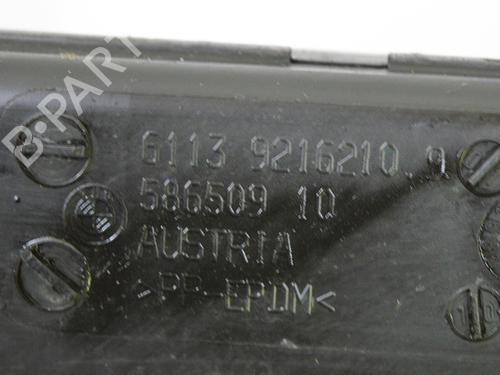 B-PARTS
6113 9216210.9
586509 10
AUSTRIA
>PP-EPDM<